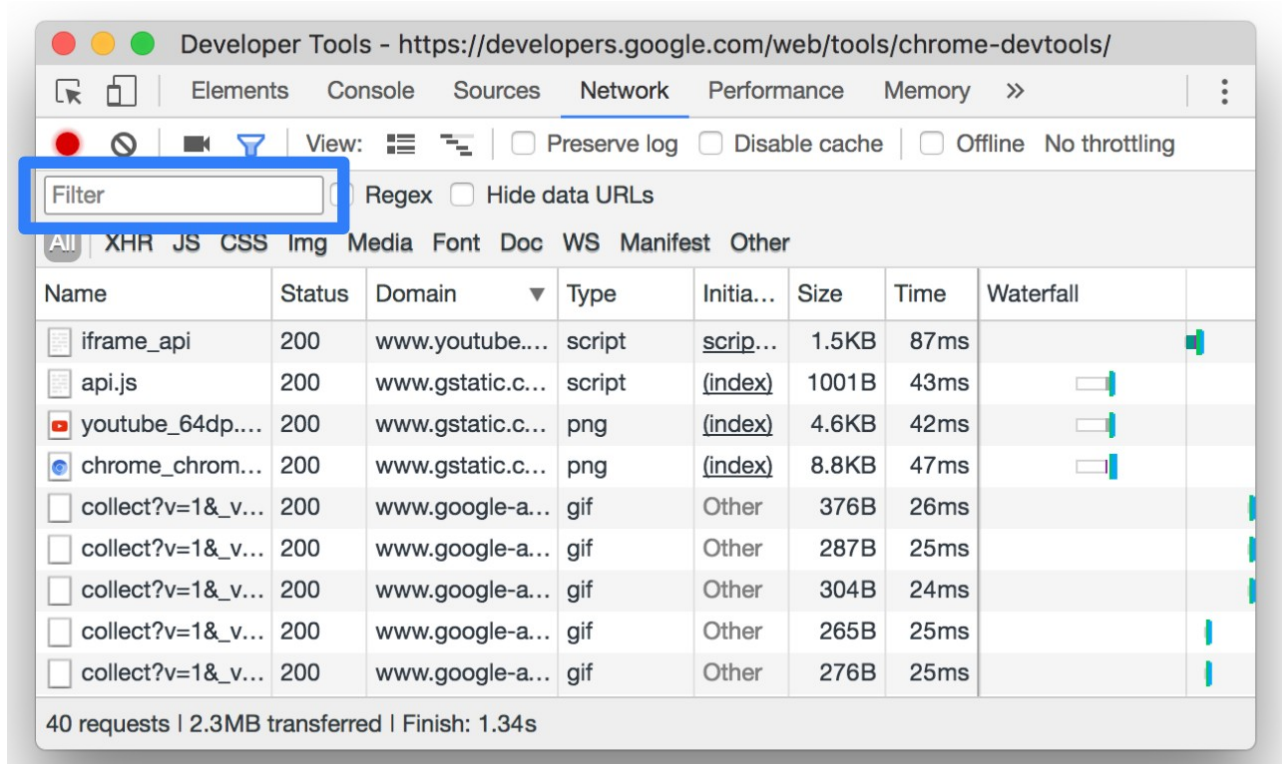 Developer Tools - https://developers.google.com/web/tools/chrome-devtools/
Elements Console Sources Network Performance Memory »
View: Preserve log Disable cache Offline No throttling
Filter Regex Hide data URLs
All XHR JS CSS Img Media Font Doc WS Manifest Other
Name Status Domain ▼ Type Initia... Size Time Waterfall
iframe_api 200 www.youtube.... script scrip... 1.5KB 87ms
api.js 200 www.gstatic.c... script (index) 1001B 43ms
youtube_64dp.... 200 www.gstatic.c... png (index) 4.6KB 42ms
chrome_chrom... 200 www.gstatic.c... png (index) 8.8KB 47ms
collect?v=1&_v... 200 www.google-a... gif Other 376B 26ms
collect?v=1&_v... 200 www.google-a... gif Other 287B 25ms
collect?v=1&_v... 200 www.google-a... gif Other 304B 24ms
collect?v=1&_v... 200 www.google-a... gif Other 265B 25ms
collect?v=1&_v... 200 www.google-a... gif Other 276B 25ms
40 requests | 2.3MB transferred | Finish: 1.34s